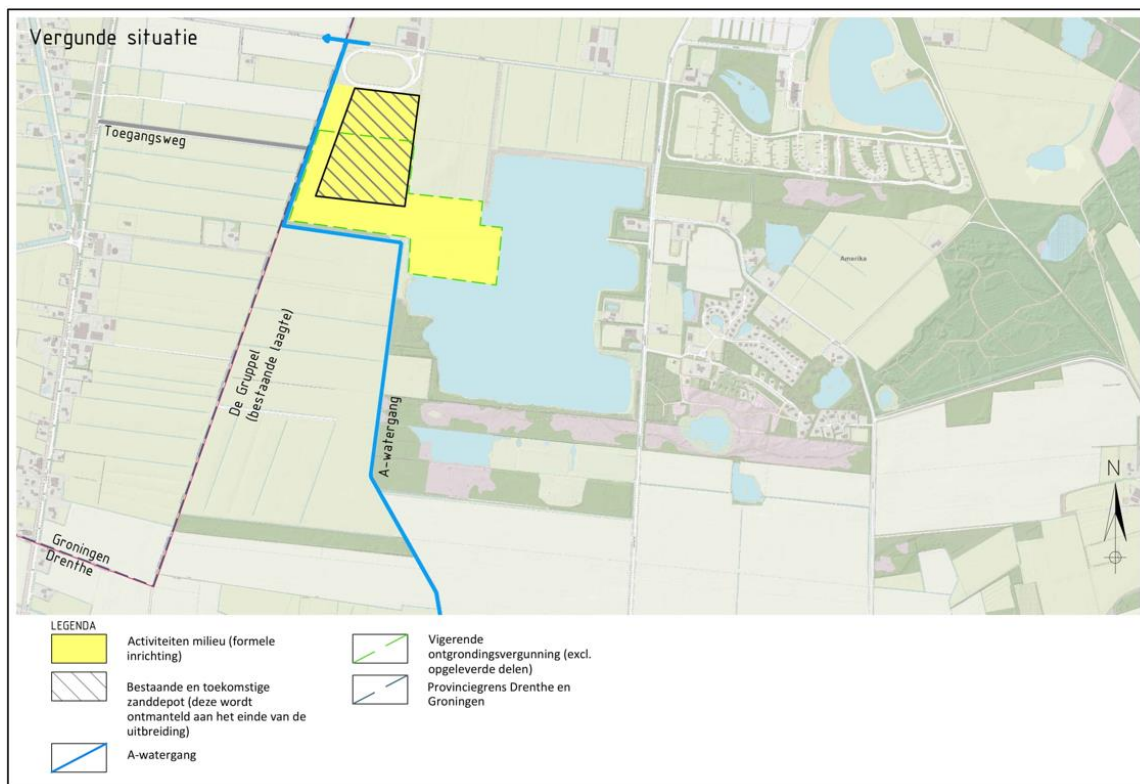 Vergunde situatie
Toegangsweg
Amerika
De Gruppel
(bestaande laagte)
A-watergang
N
Groningen
Drenthe
LEGENDA
Activiteiten milieu (formele
inrichting)
Bestaande en toekomstige
zanddepot (deze wordt
ontmanteld aan het einde van de
uitbreiding)
A-watergang
Vigerende
ontgrondingsvergunning (excl.
opgeleverde delen)
Provinciegrens Drenthe en
Groningen